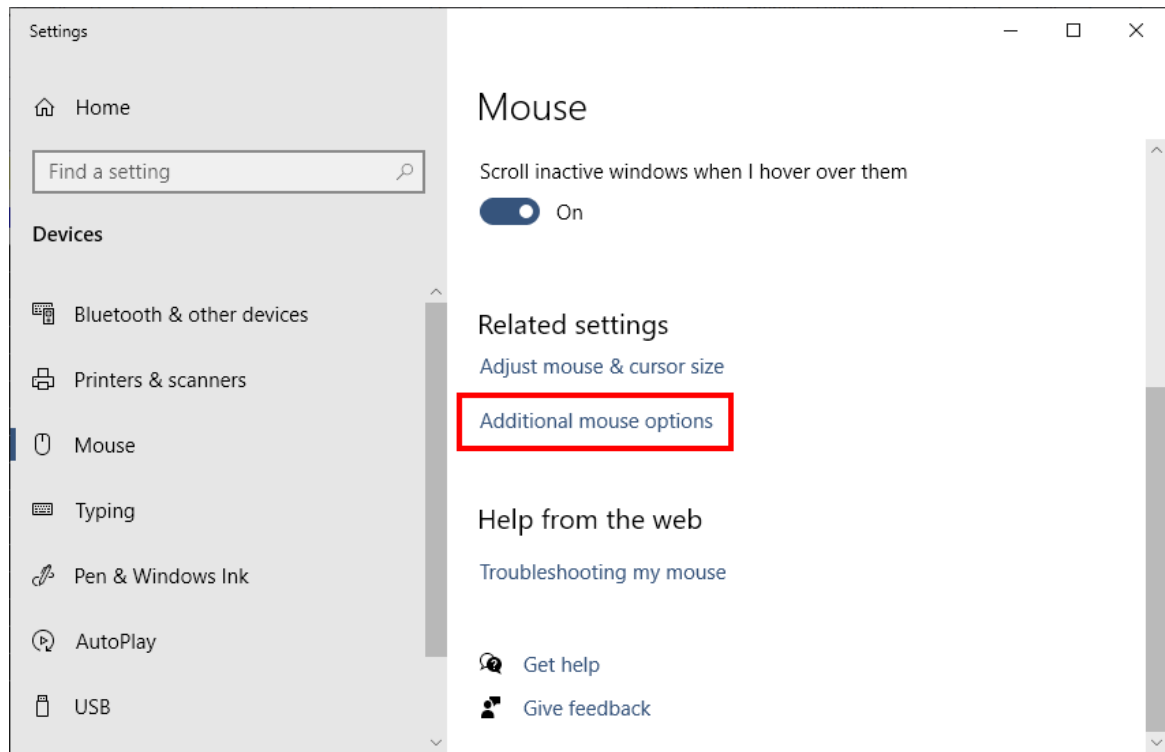 Settings
Home
Find a setting
Devices
Bluetooth & other devices
Printers & scanners
Mouse
Typing
Pen & Windows Ink
AutoPlay
USB
Mouse
Scroll inactive windows when I hover over them
On
Related settings
Adjust mouse & cursor size
Additional mouse options
Help from the web
Troubleshooting my mouse
Get help
Give feedback